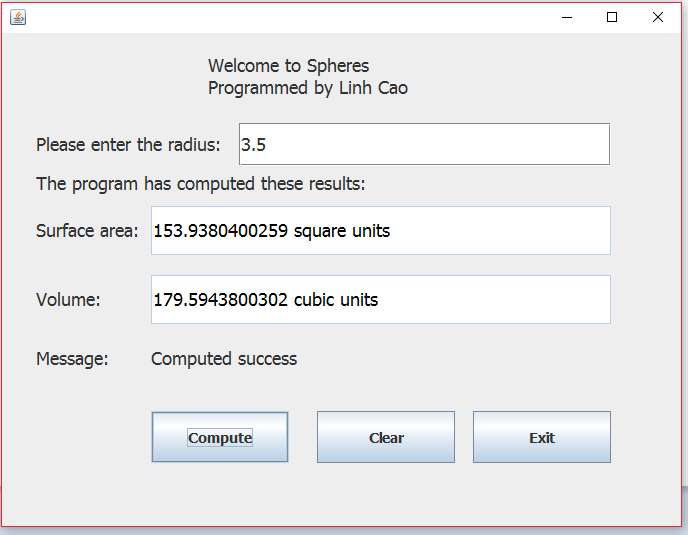 Welcome to Spheres
Programmed by Linh Cao
Please enter the radius: 3.5
The program has computed these results:
Surface area: 153.9380400259 square units
Volume: 179.5943800302 cubic units
Message: Computed success
Compute Clear Exit